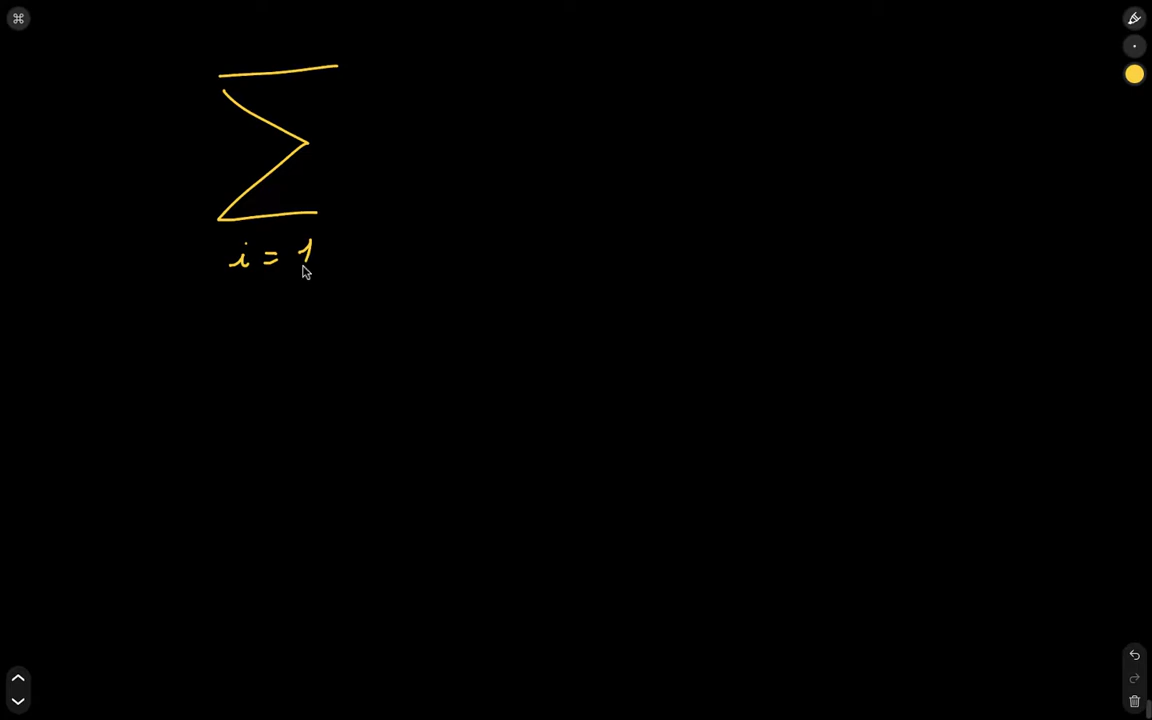 ∑
i = 1